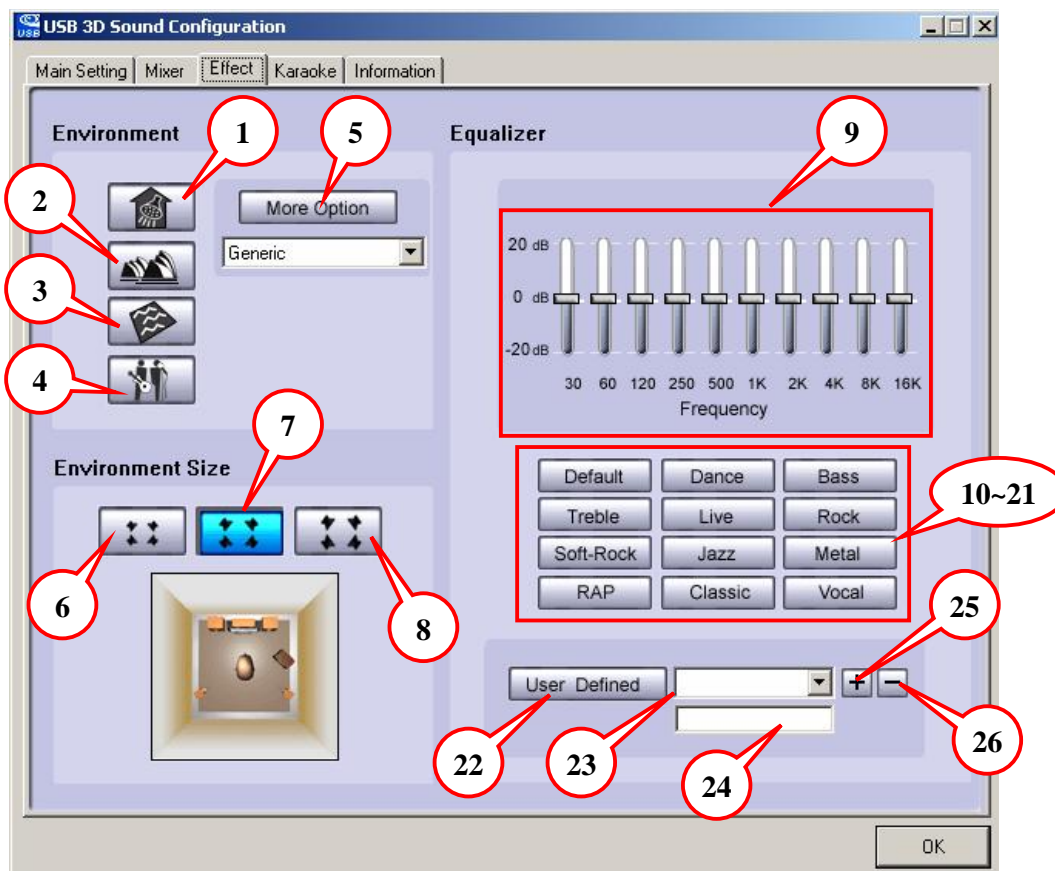 USB 3D Sound Configuration
USB
Main Setting
Mixer
Effect
Karaoke
Information
Environment
1
5
2
More Option
3
Generic
4
Environment Size
7
6
8
Equalizer
9
20 dB
0 dB
-20 dB
30 60 120 250 500 1K 2K 4K 8K 16K
Frequency
Default Dance Bass
Treble Live Rock
Soft-Rock Jazz Metal
RAP Classic Vocal
10~21
25
User Defined
+ −
22
23
24
26
OK